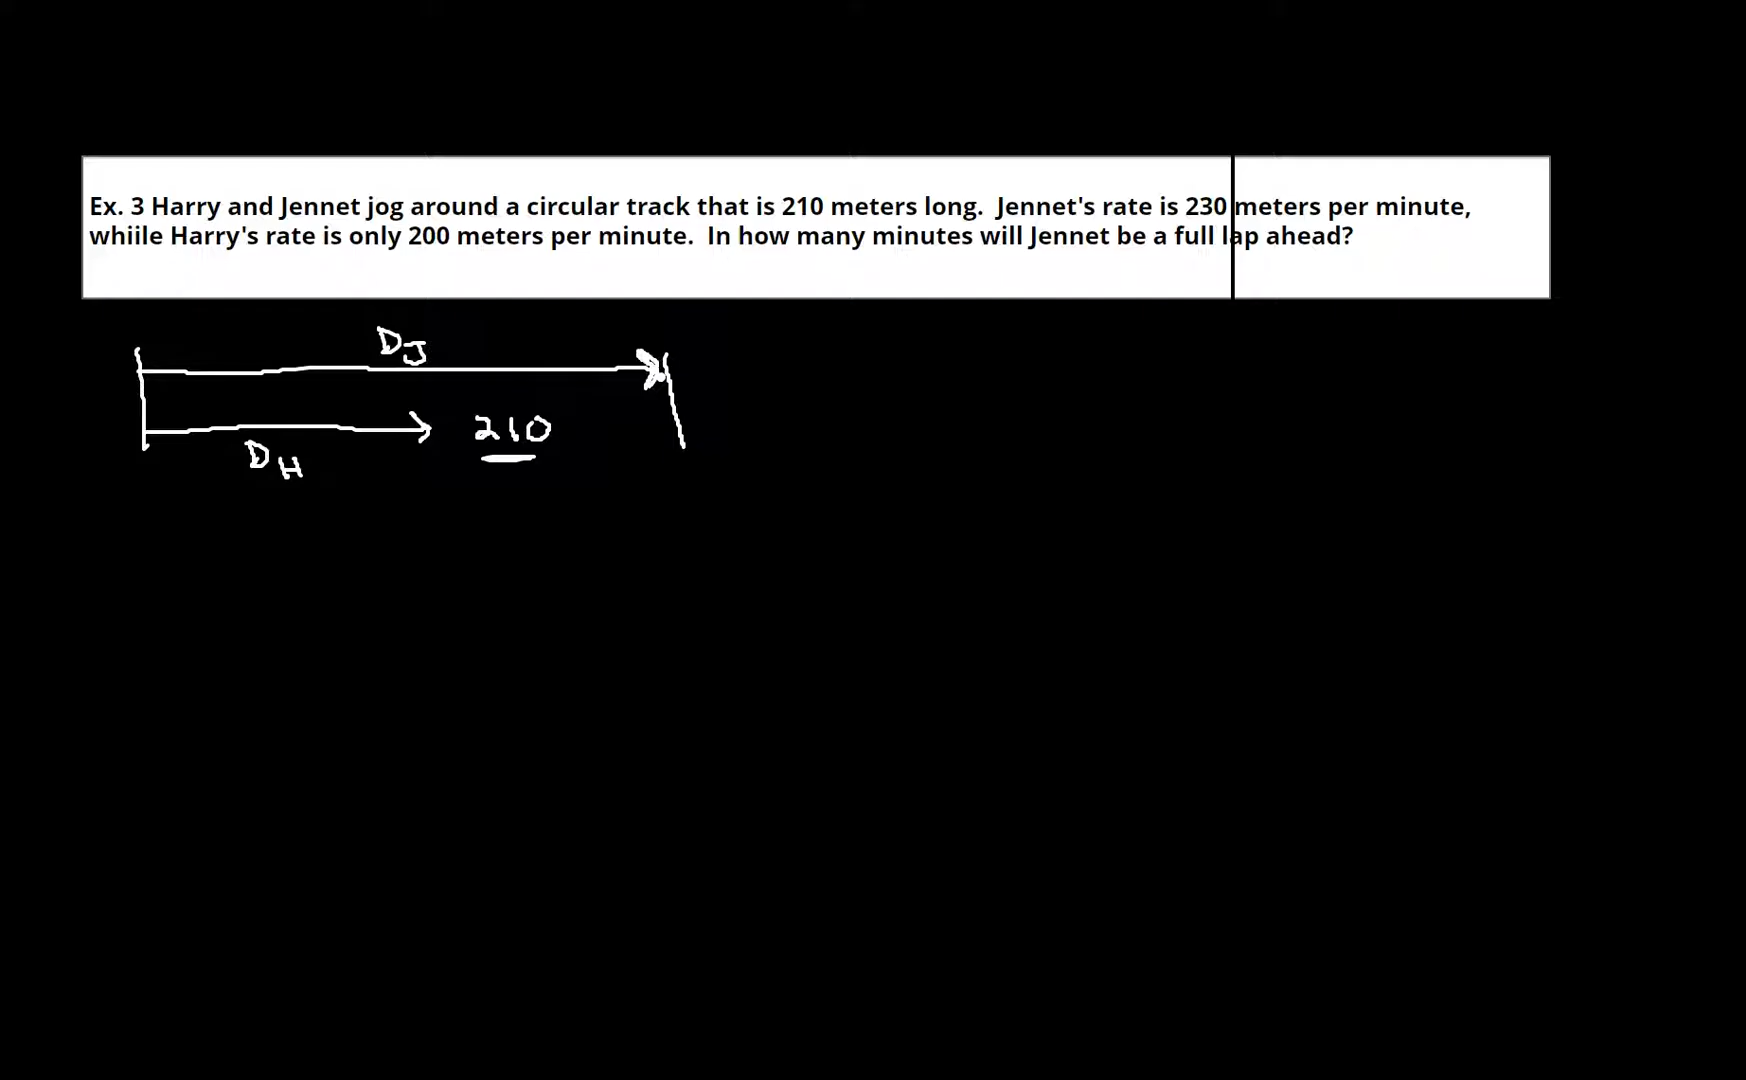 Ex. 3 Harry and Jennet jog around a circular track that is 210 meters long.  Jennet's rate is 230 meters per minute,
whiile Harry's rate is only 200 meters per minute.  In how many minutes will Jennet be a full lap ahead?
DJ
210
DH